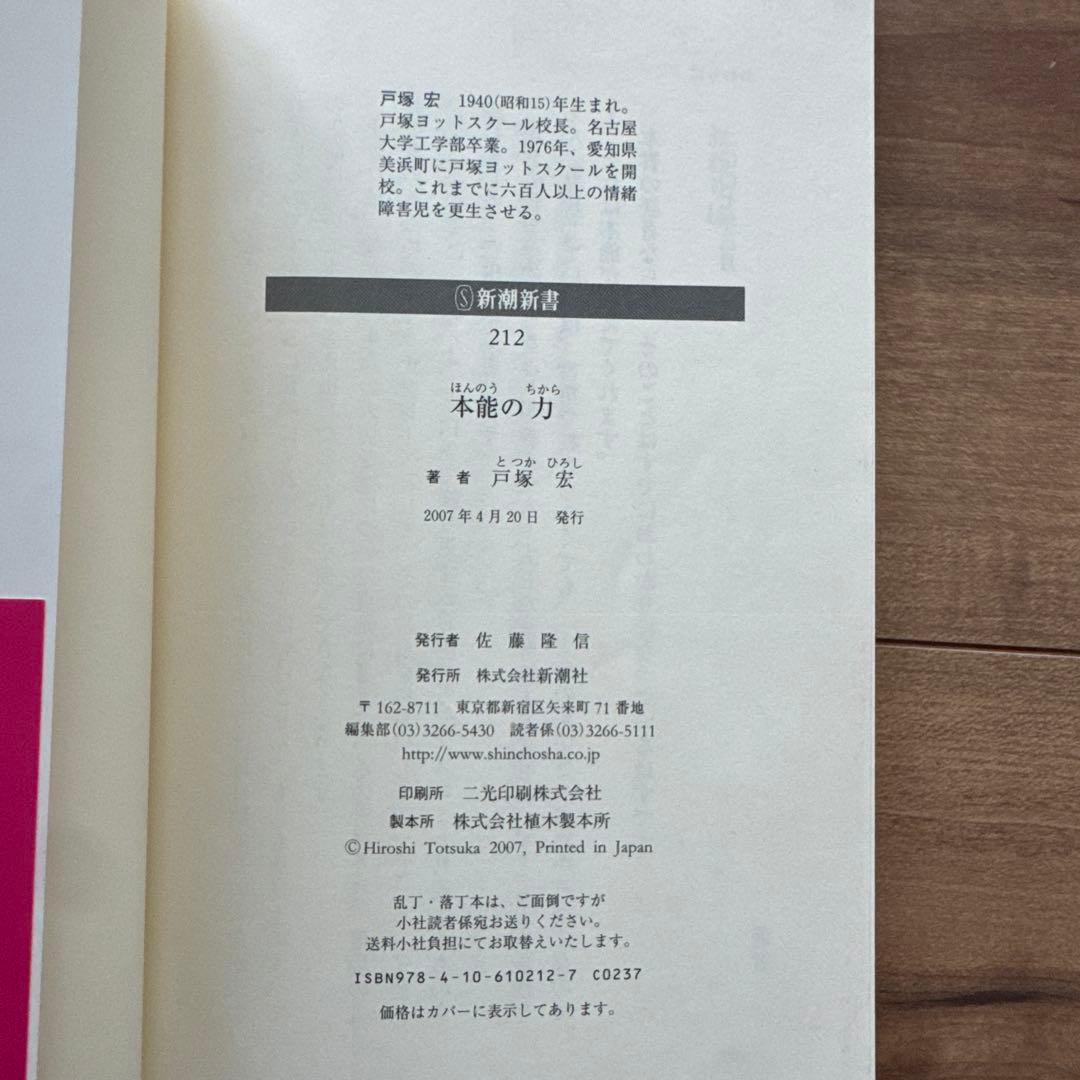 戸塚 宏　1940(昭和15)年生まれ。
戸塚ヨットスクール校長。名古屋
大学工学部卒業。1976年、愛知県
美浜町に戸塚ヨットスクールを開
校。これまでに六百人以上の情緒
障害児を更生させる。
Ⓢ新潮新書
212
ほんのう　ちから
本能の力
とつか ひろし
著者　戸塚　宏
2007年4月20日　発行
発行者　佐藤隆信
発行所　株式会社新潮社
〒162-8711　東京都新宿区矢来町71番地
編集部(03)3266-5430　読者係(03)3266-5111
http://www.shinchosha.co.jp
印刷所　二光印刷株式会社
製本所　株式会社植木製本所
©Hiroshi Totsuka 2007, Printed in Japan
乱丁・落丁本は、ご面倒ですが
小社読者係宛お送りください。
送料小社負担にてお取替えいたします。
ISBN978-4-10-610212-7 C0237
価格はカバーに表示してあります。